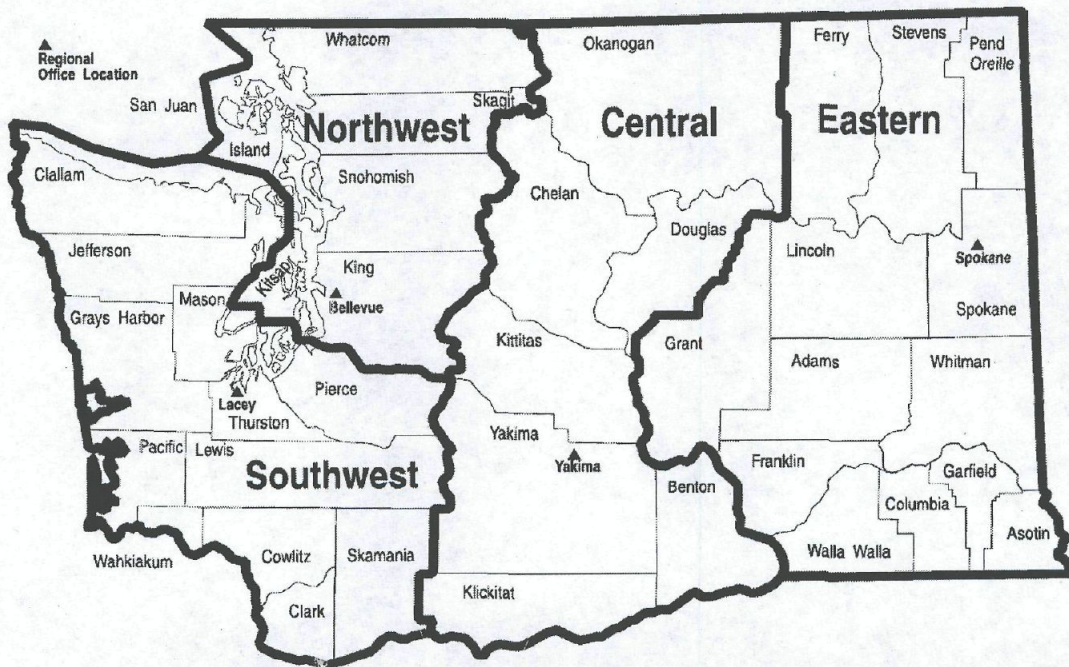 Regional
Office Location
San Juan
Whatcom
Skagit
Northwest
Island
Snohomish
King
Bellevue
Kitsap
Clallam
Jefferson
Mason
Grays Harbor
Pierce
Lacey
Thurston
Pacific
Lewis
Southwest
Wahkiakum
Cowlitz
Skamania
Clark
Okanogan
Central
Chelan
Douglas
Kittitas
Yakima
Yakima
Benton
Klickitat
Ferry
Stevens
Pend
Oreille
Eastern
Lincoln
Spokane
Spokane
Grant
Adams
Whitman
Franklin
Garfield
Columbia
Asotin
Walla Walla